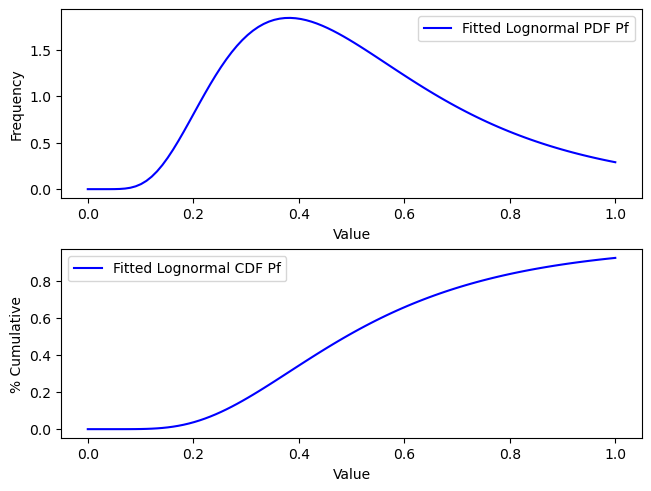 Fitted Lognormal PDF Pf
Frequency
1.5
1.0
0.5
0.0
0.0 0.2 0.4 0.6 0.8 1.0
Value
Fitted Lognormal CDF Pf
% Cumulative
0.8
0.6
0.4
0.2
0.0
0.0 0.2 0.4 0.6 0.8 1.0
Value